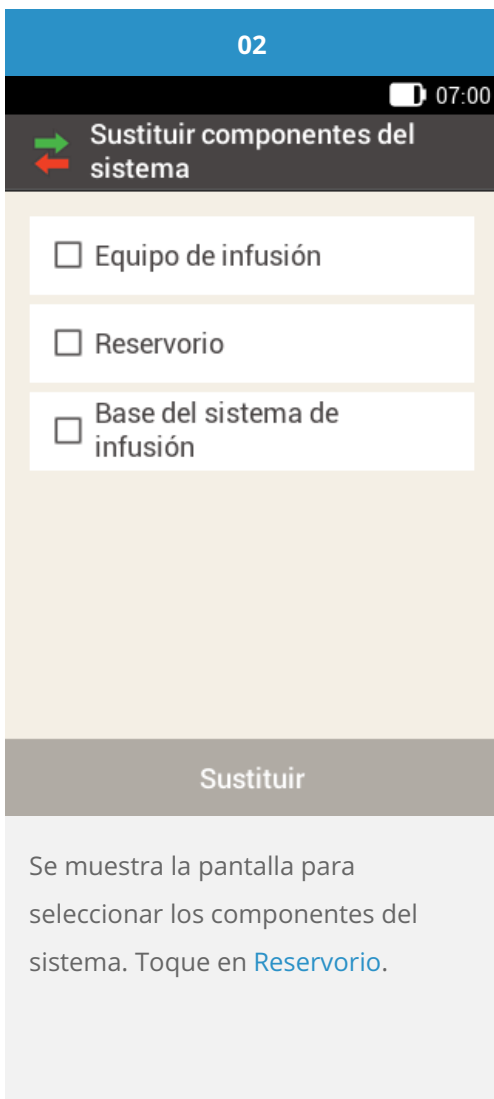 02
07:00
Sustituir componentes del
sistema
Equipo de infusión
Reservorio
Base del sistema de
infusión
Sustituir
Se muestra la pantalla para
seleccionar los componentes del
sistema. Toque en Reservorio.